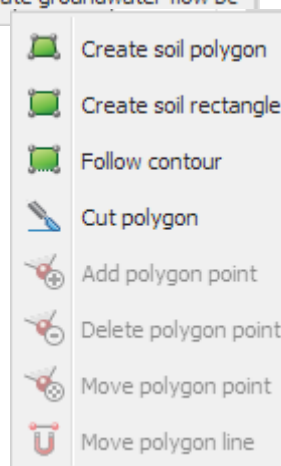 groundwater flow be
Create soil polygon
Create soil rectangle
Follow contour
Cut polygon
Add polygon point
Delete polygon point
Move polygon point
Move polygon line